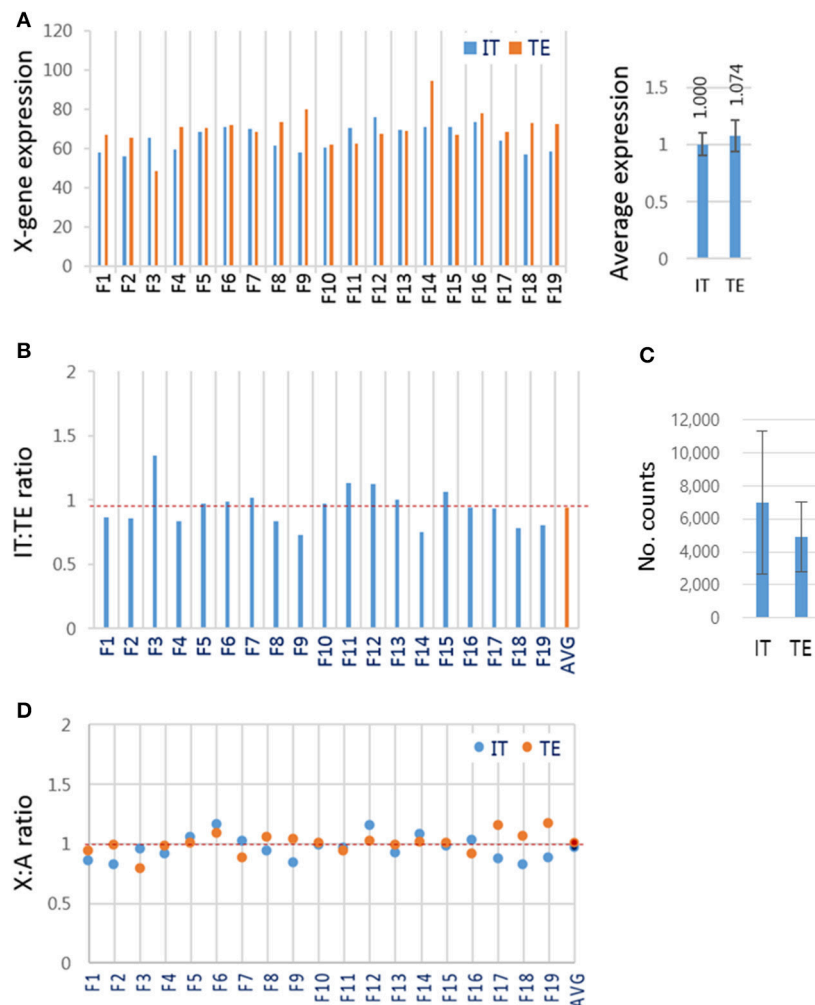 A
X-gene expression
120
100
80
60
40
20
0
IT TE
F1 F2 F3 F4 F5 F6 F7 F8 F9 F10 F11 F12 F13 F14 F15 F16 F17 F18 F19
Average expression
1.5
1
0.5
0
1.000 1.074
IT TE
B
IT:TE ratio
2
1.5
1
0.5
0
F1 F2 F3 F4 F5 F6 F7 F8 F9 F10 F11 F12 F13 F14 F15 F16 F17 F18 F19 AVG
C
No. counts
12,000
10,000
8,000
6,000
4,000
2,000
0
IT TE
D
X:A ratio
2
1.5
1
0.5
0
IT TE
F1 F2 F3 F4 F5 F6 F7 F8 F9 F10 F11 F12 F13 F14 F15 F16 F17 F18 F19 AVG